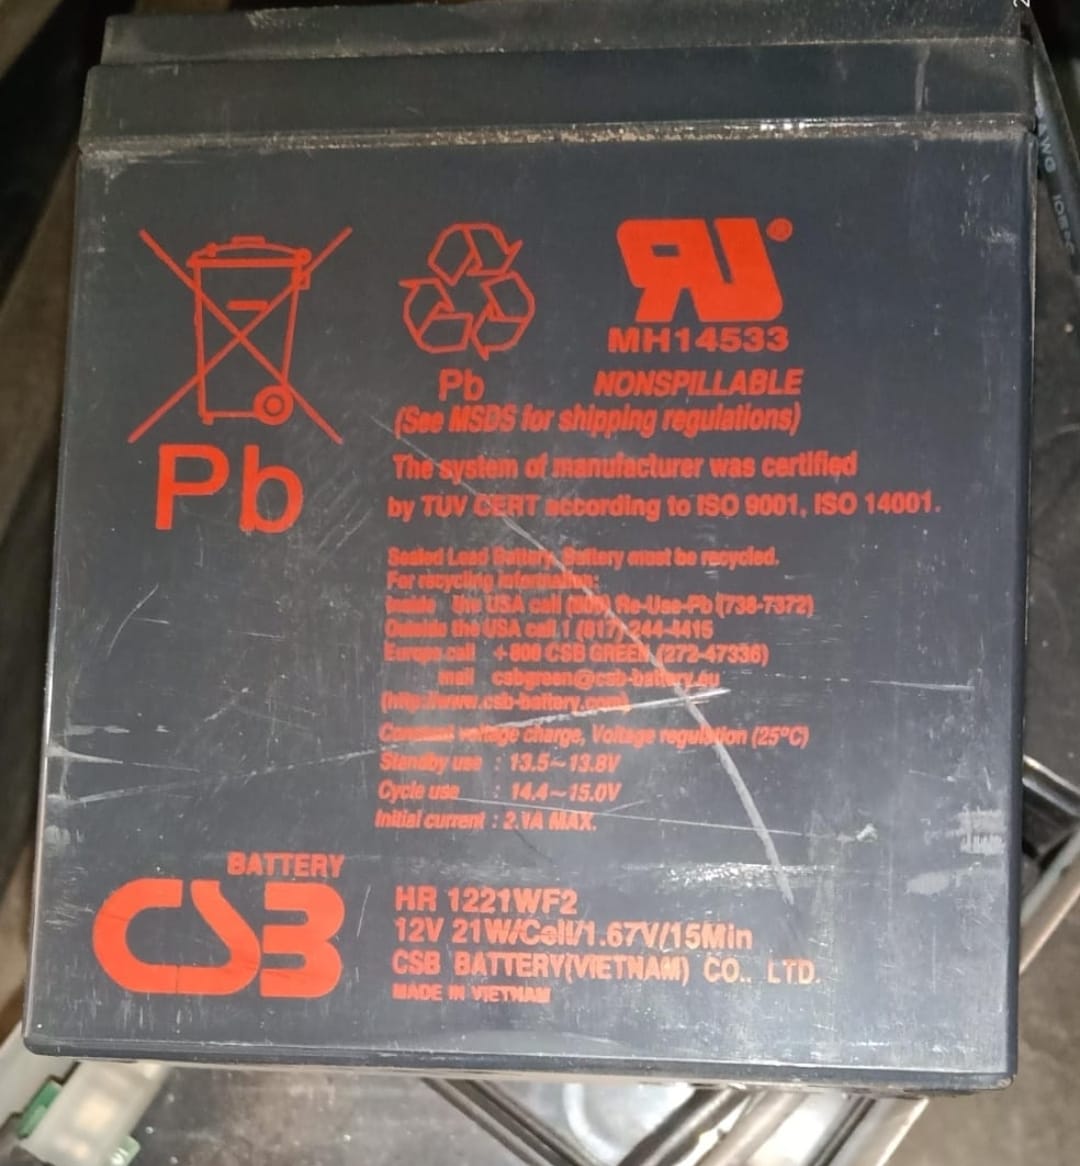 RU®
MH14533
Pb
NONSPILLABLE
(See MSDS for shipping regulations)
Pb
The system of manufacturer was certified
by TUV CERT according to ISO 9001, ISO 14001.
Sealed Lead Battery, Battery must be recycled.
For recycling information:
Inside the USA call (800) Re-Use-Pb (738-7372)
Outside the USA call 1 (817) 244-4415
Europe call +800 CSB GREEN (272-47336)
mail csbgreen@csb-battery.eu
(http://www.csb-battery.com)
Constant voltage charge, Voltage regulation (25°C)
Standby use : 13.5~13.8V
Cycle use : 14.4~15.0V
Initial current : 2.1A MAX.
BATTERY
CSB
HR 1221WF2
12V 21W/Cell/1.67V/15Min
CSB BATTERY(VIETNAM) CO., LTD.
MADE IN VIETNAM